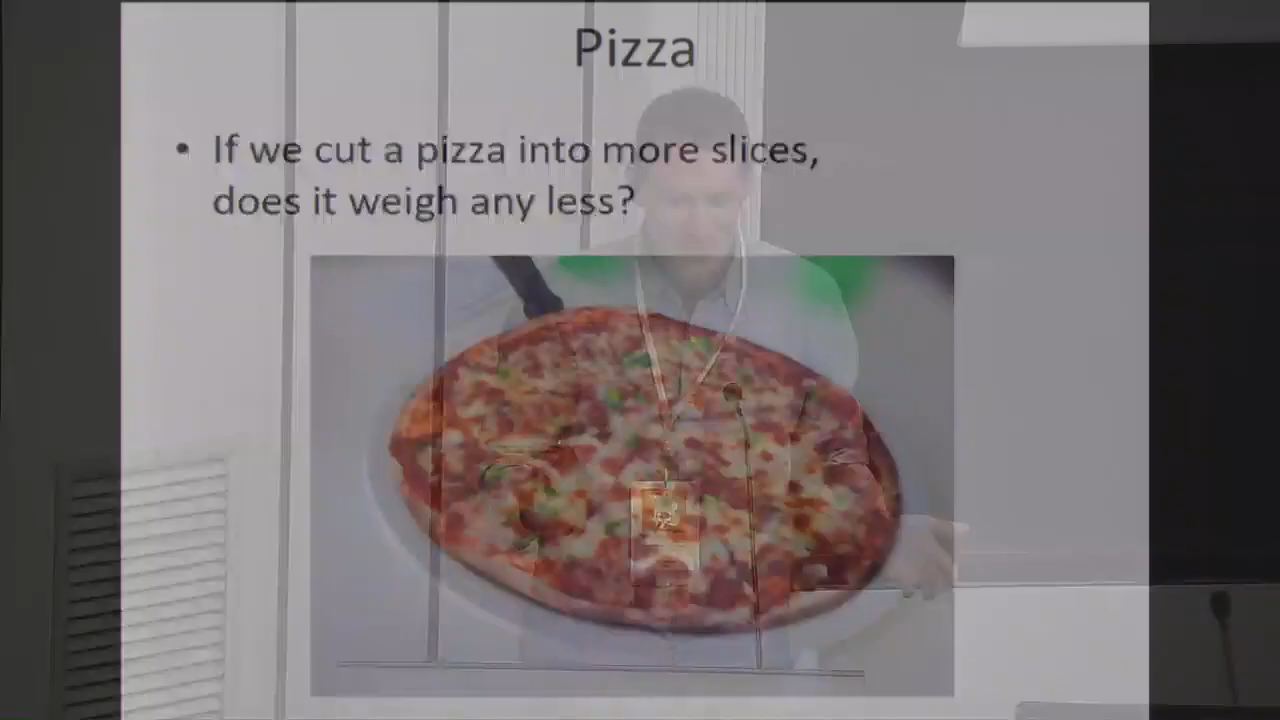 Pizza
• If we cut a pizza into more slices,
does it weigh any less?